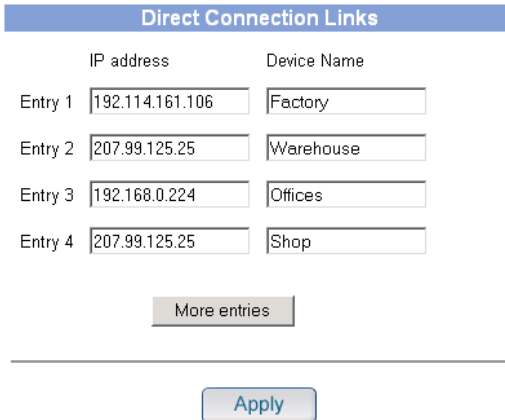 Direct Connection Links
IP address Device Name
Entry 1 192.114.161.106 Factory
Entry 2 207.99.125.25 Warehouse
Entry 3 192.168.0.224 Offices
Entry 4 207.99.125.25 Shop
More entries
Apply